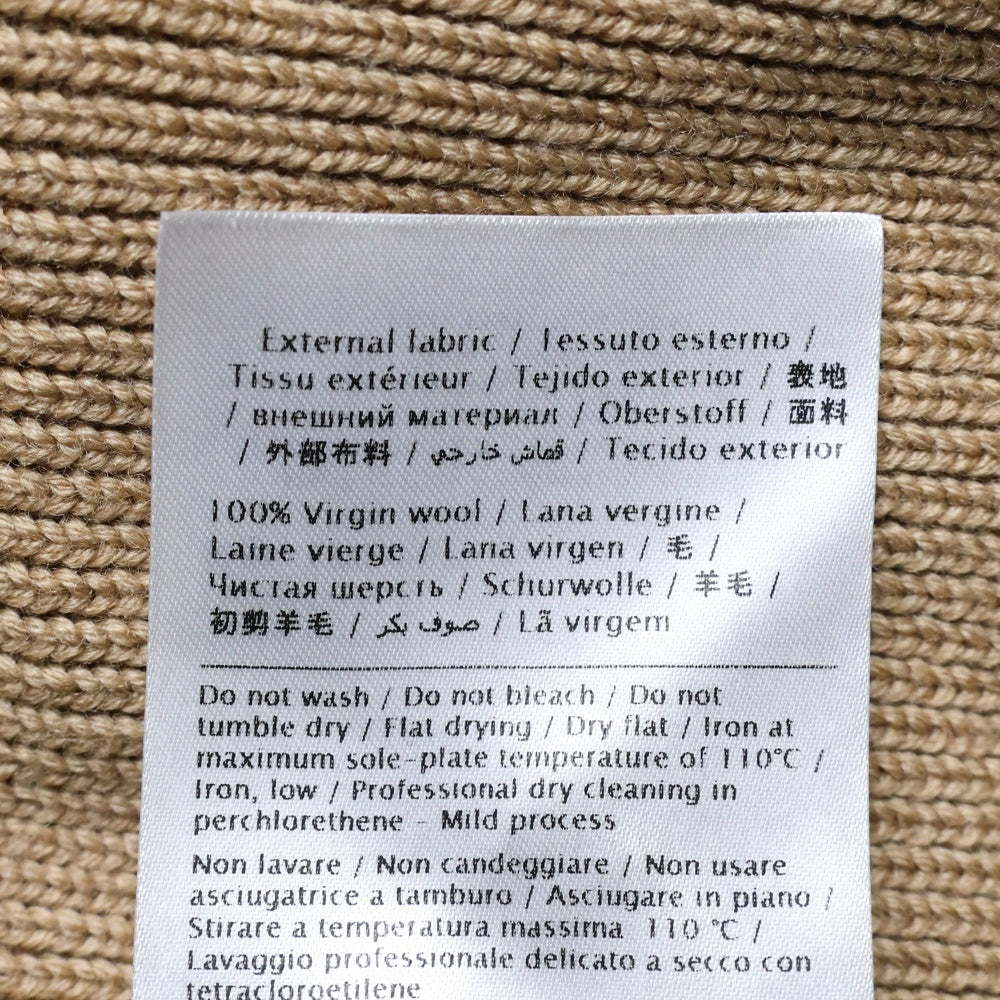 External fabric / Tessuto esterno /
Tissu extérieur / Tejido exterior / 表地
/ внешний материал / Oberstoff / 面料
/ 外部布料 / قماش خارجي / Tecido exterior
100% Virgin wool / Lana vergine /
Laine vierge / Lana virgen / 毛 /
Чистая шерсть / Schurwolle / 羊毛 /
初剪羊毛 / صوف بكر / Lã virgem
Do not wash / Do not bleach / Do not
tumble dry / Flat drying / Dry flat / Iron at
maximum sole-plate temperature of 110°C /
Iron, low / Professional dry cleaning in
perchlorethene - Mild process
Non lavare / Non candeggiare / Non usare
asciugatrice a tamburo / Asciugare in piano /
Stirare a temperatura massima 110 °C /
Lavaggio professionale delicato a secco con
tetracloroetilene